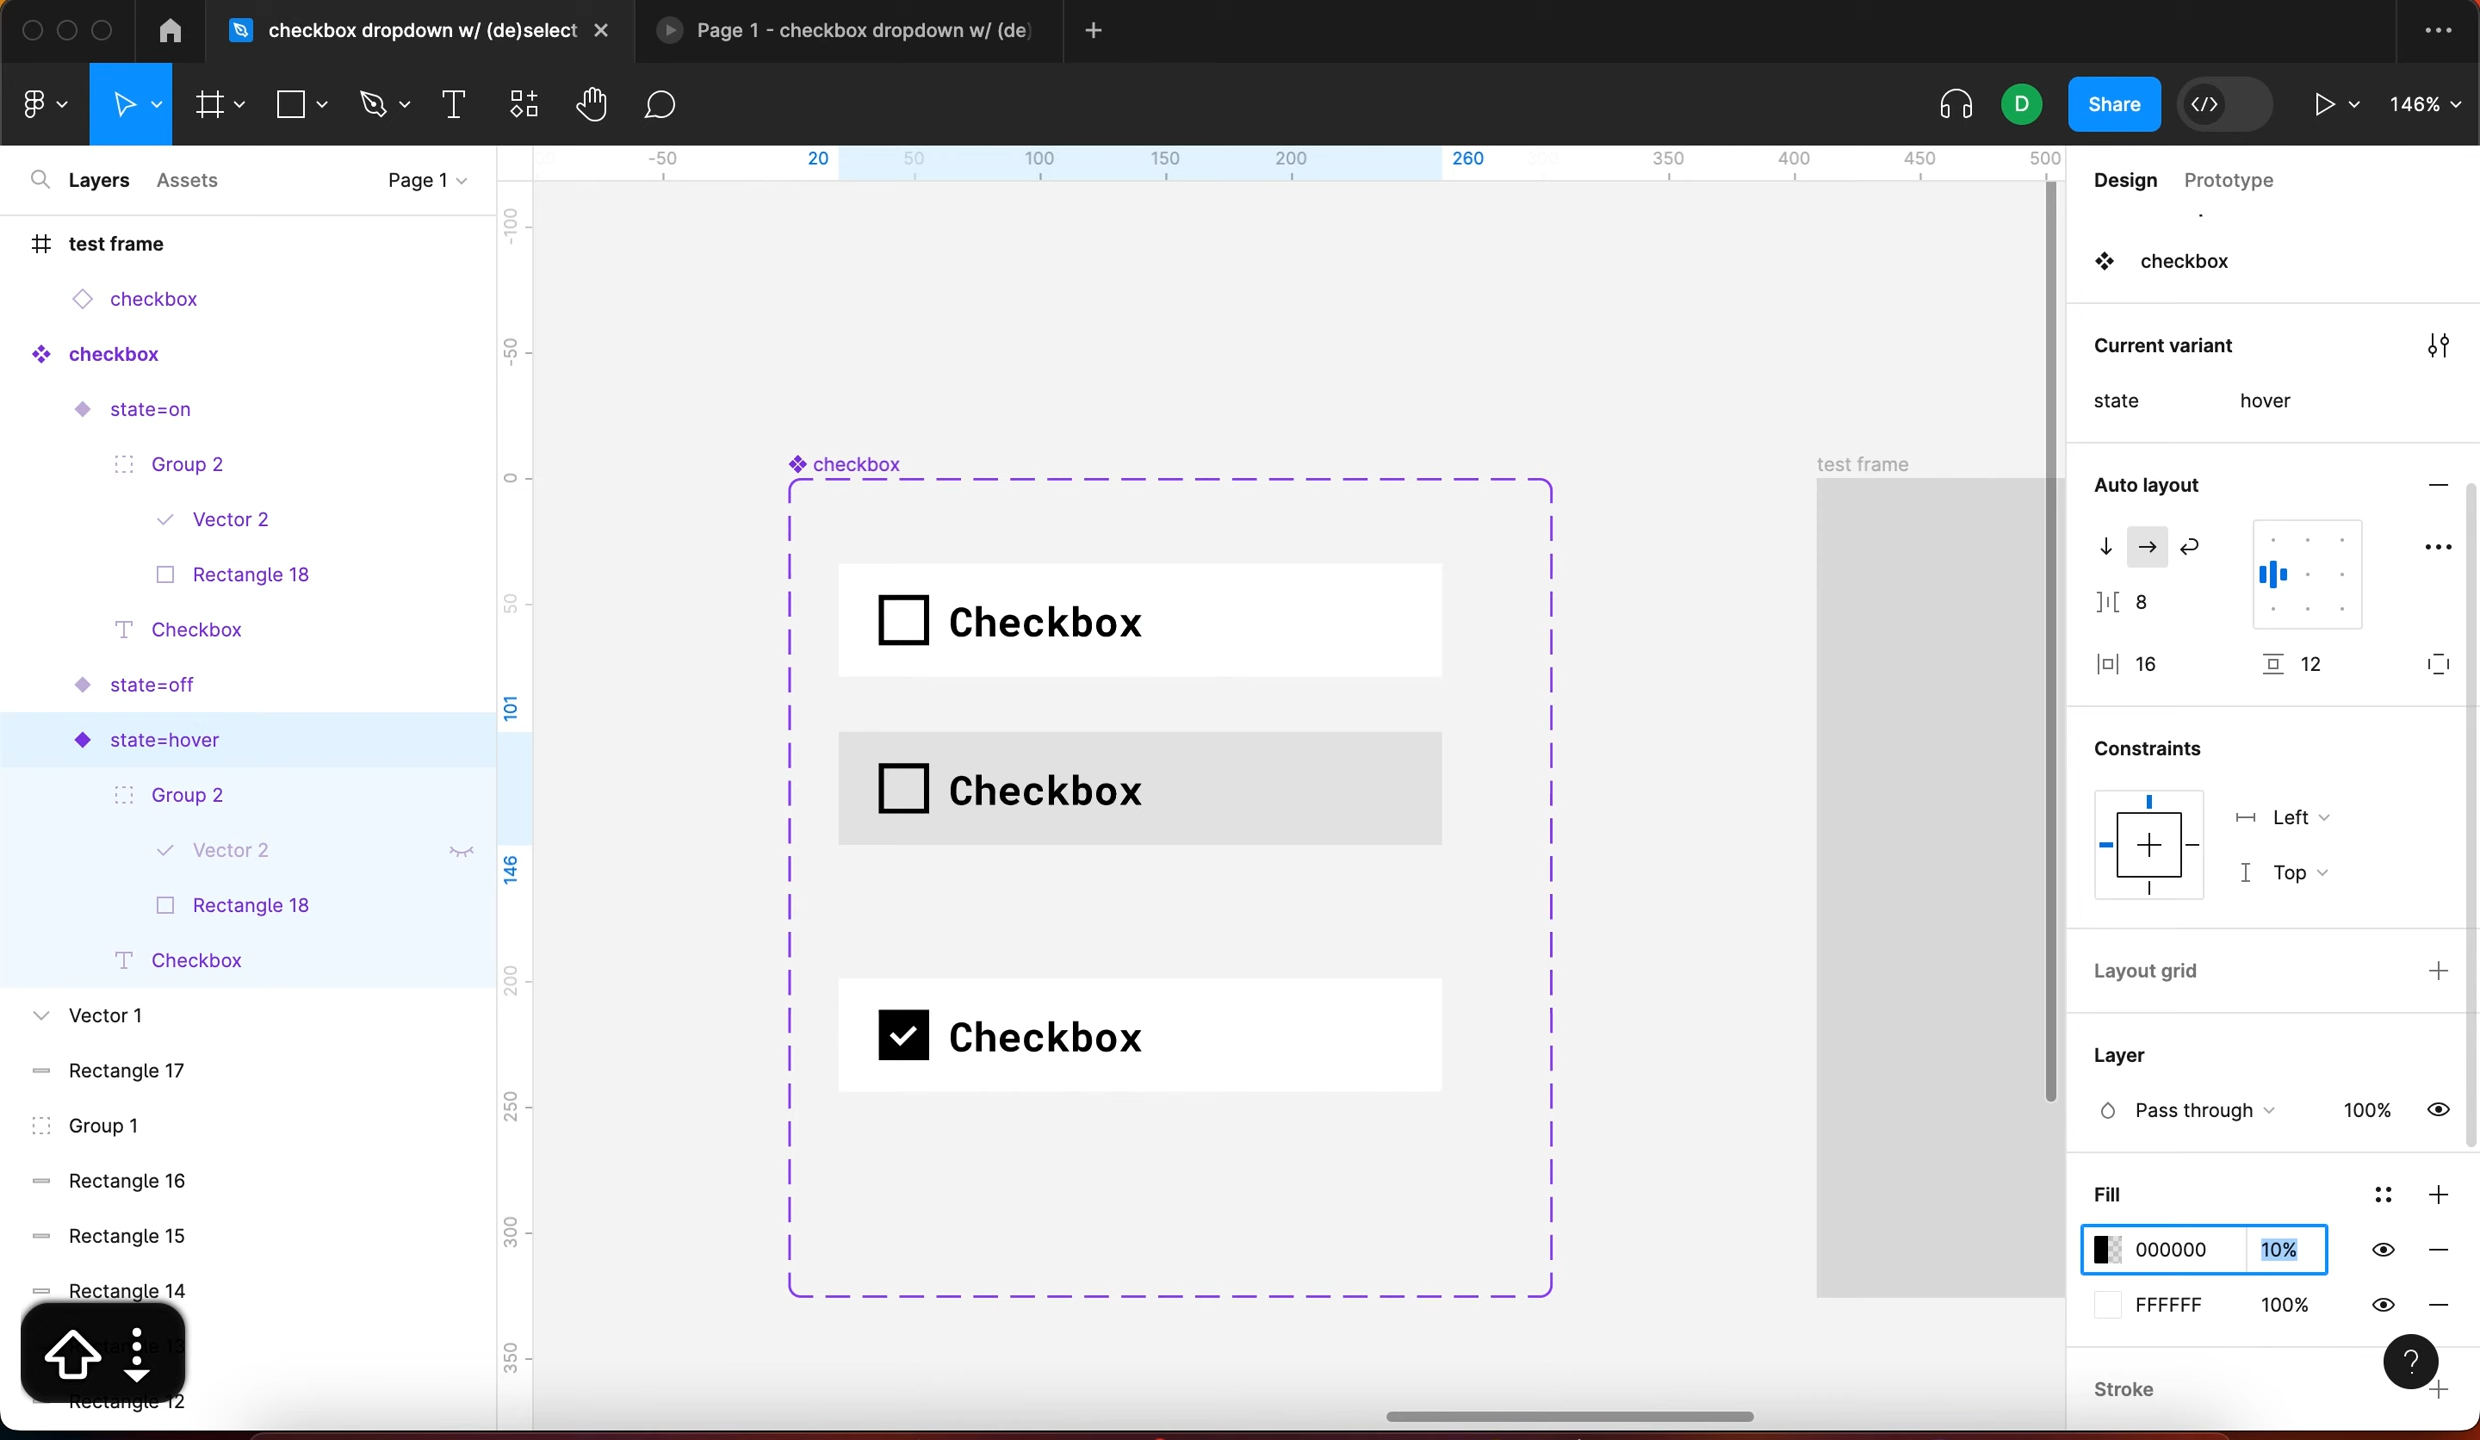 checkbox dropdown w/ (de)select
Page 1 - checkbox dropdown w/ (de)
D
Share
146%
Layers
Assets
Page 1
-50
20
50
100
150
200
260
350
400
450
500
Design
Prototype
test frame
checkbox
checkbox
state=on
Group 2
Vector 2
Rectangle 18
Checkbox
state=off
state=hover
Group 2
Vector 2
Rectangle 18
Checkbox
Vector 1
Rectangle 17
Group 1
Rectangle 16
Rectangle 15
Rectangle 14
Rectangle 12
-100
-50
0
50
101
146
200
250
300
350
checkbox
Checkbox
Checkbox
Checkbox
test frame
checkbox
Current variant
state
hover
Auto layout
8
16
12
Constraints
Left
Top
Layout grid
Layer
Pass through
100%
Fill
000000
10%
FFFFFF
100%
?
Stroke